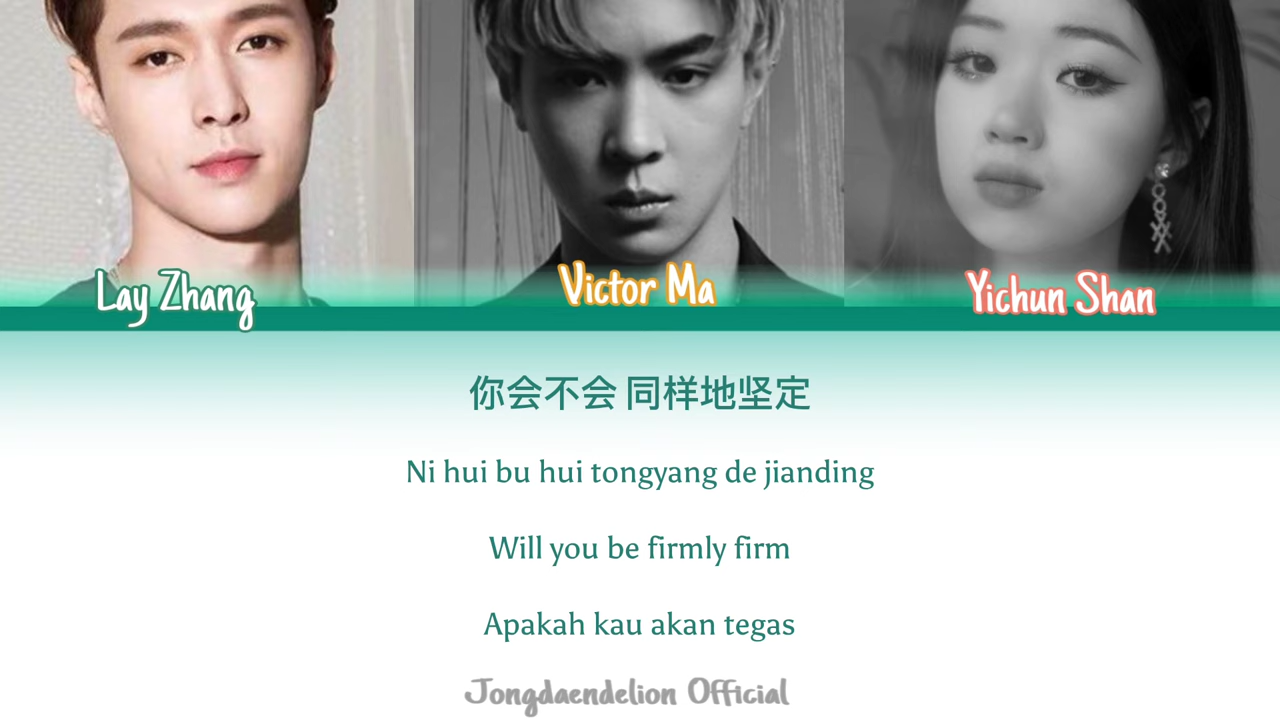 Lay Zhang
Victor Ma
Yichun Shan
你会不会 同样地坚定
Ni hui bu hui tongyang de jianding
Will you be firmly firm
Apakah kau akan tegas
Jongdaendelion Official